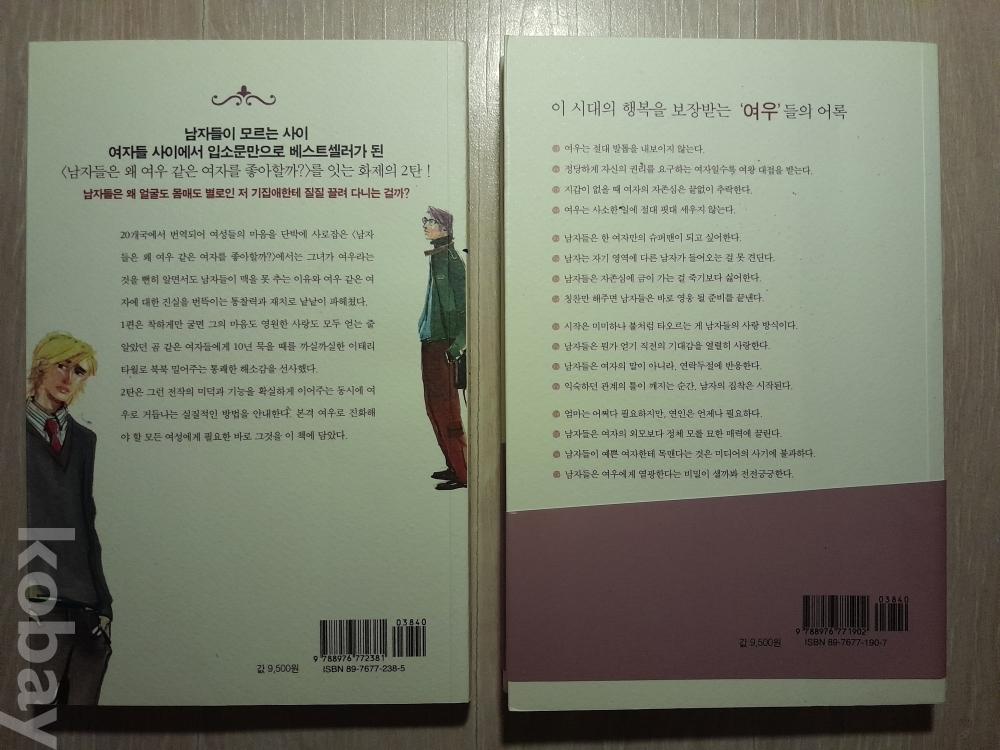 남자들이 모르는 사이
여자들 사이에서 입소문만으로 베스트셀러가 된
〈남자들은 왜 여우 같은 여자를 좋아할까?〉를 잇는 화제의 2탄 !
남자들은 왜 얼굴도 몸매도 별로인 저 기집애한테 질질 끌려 다니는 걸까?
20개국에서 번역되어 여성들의 마음을 단박에 사로잡은 〈남자
들은 왜 여우 같은 여자를 좋아할까?〉에서는 그녀가 여우라는
것을 뻔히 알면서도 남자들이 맥을 못 추는 이유와 여우 같은 여
자에 대한 진실을 번뜩이는 통찰력과 재치로 낱낱이 파헤쳤다.
1편은 착하게만 굴면 그의 마음도 영원한 사랑도 모두 얻는 줄
알았던 곰 같은 여자들에게 10년 묵을 때를 까실까실한 이태리
타월로 북북 밀어주는 통쾌한 해소감을 선사했다.
2탄은 그런 전작의 미덕과 기능을 확실하게 이어주는 동시에 여
우로 거듭나는 실질적인 방법을 안내한다. 본격 여우로 진화해
야 할 모든 여성에게 필요한 바로 그것을 이 책에 담았다.
03840
9 788976 772381
값 9,500원
ISBN 89-7677-238-5
이 시대의 행복을 보장받는 '여우'들의 어록
여우는 절대 발톱을 내보이지 않는다.
정당하게 자신의 권리를 요구하는 여자일수록 여왕 대접을 받는다.
지갑이 없을 때 여자의 자존심은 끝없이 추락한다.
여우는 사소한 일에 절대 핏대 세우지 않는다.
남자들은 한 여자만의 슈퍼맨이 되고 싶어한다.
남자는 자기 영역에 다른 남자가 들어오는 걸 못 견딘다.
남자들은 자존심에 금이 가는 걸 죽기보다 싫어한다.
칭찬만 해주면 남자들은 바로 영웅 될 준비를 끝낸다.
시작은 미미하나 불처럼 타오르는 게 남자들의 사랑 방식이다.
남자들은 뭔가 얻기 직전의 기대감을 열렬히 사랑한다.
남자들은 여자의 말이 아니라, 연락두절에 반응한다.
익숙하던 관계의 틀이 깨지는 순간, 남자의 집착은 시작된다.
엄마는 어쩌다 필요하지만, 연인은 언제나 필요하다.
남자들은 여자의 외모보다 정체 모를 묘한 매력에 끌린다.
남자들이 예쁜 여자한테 목맨다는 것은 미디어의 사기에 불과하다.
남자들은 여우에게 열광한다는 비밀이 샐까봐 전전긍긍한다.
03840
9 788976 771902
값 9,500원
ISBN 89-7677-190-7
kobay